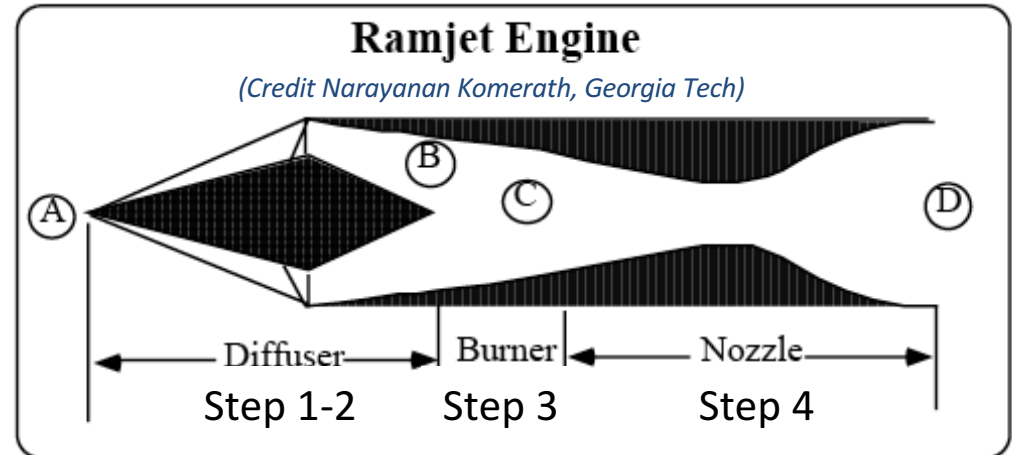 Ramjet Engine
(Credit Narayanan Komerath, Georgia Tech)
B
A
C
D
Diffuser Burner Nozzle
Step 1-2 Step 3 Step 4